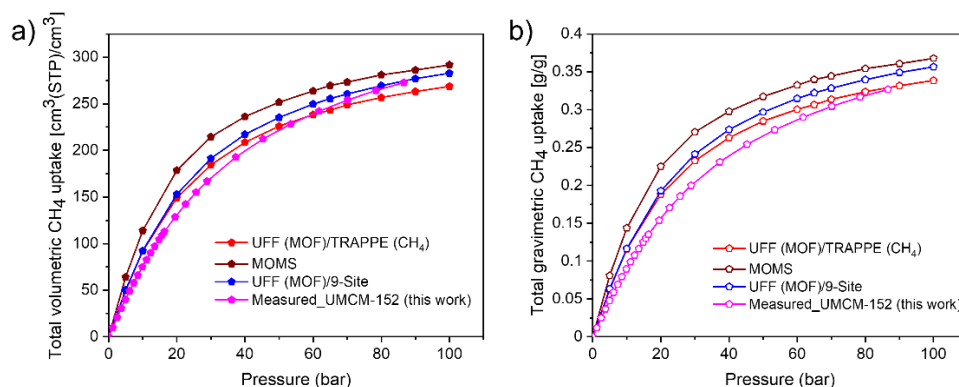 a)
Total volumetric CH₄ uptake [cm³(STP)/cm³]
300
250
200
150
100
50
0
UFF (MOF)/TRAPPE (CH₄)
MOMS
UFF (MOF)/9-Site
Measured_UMCM-152 (this work)
0 20 40 60 80 100
Pressure (bar)
b)
Total gravimetric CH₄ uptake [g/g]
0.4
0.35
0.3
0.25
0.2
0.15
0.1
0.05
0
UFF (MOF)/TRAPPE (CH₄)
MOMS
UFF (MOF)/9-Site
Measured_UMCM-152 (this work)
0 20 40 60 80 100
Pressure (bar)